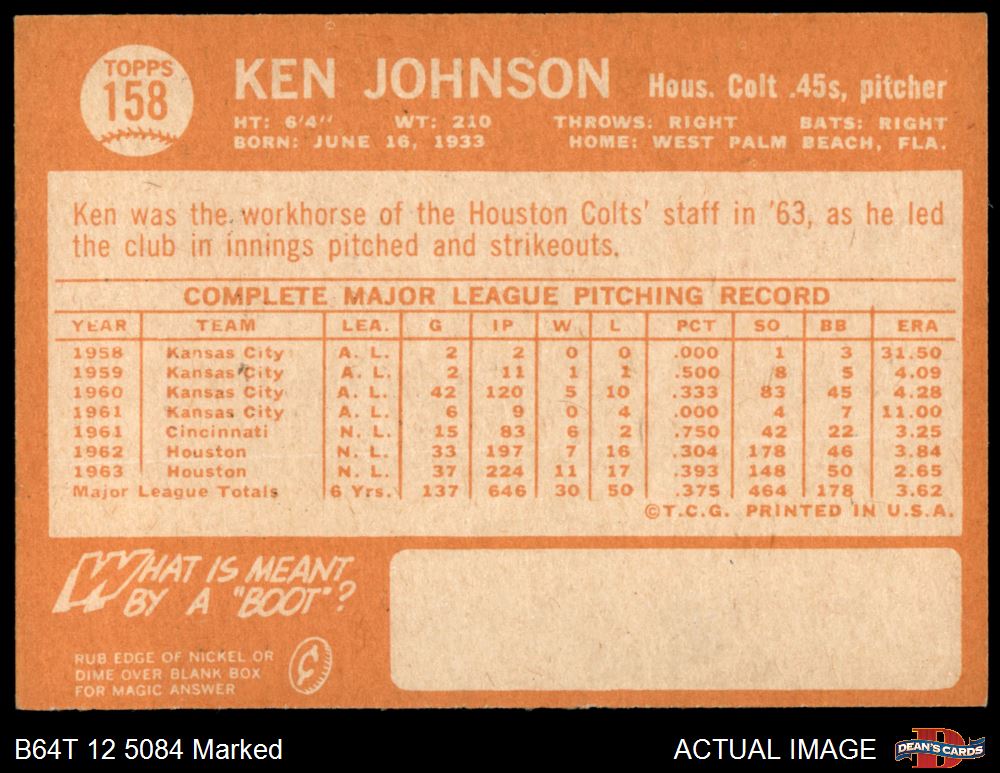 TOPPS
158
KEN JOHNSON Hous. Colt .45s, pitcher
HT: 6'4" WT: 210 THROWS: RIGHT BATS: RIGHT
BORN: JUNE 16, 1933 HOME: WEST PALM BEACH, FLA.
Ken was the workhorse of the Houston Colts' staff in '63, as he led
the club in innings pitched and strikeouts.
COMPLETE MAJOR LEAGUE PITCHING RECORD
YEAR TEAM LEA. G IP W L PCT SO BB ERA
1958 Kansas City A. L. 2 2 0 0 .000 1 3 31.50
1959 Kansas City A. L. 2 11 1 1 .500 8 5 4.09
1960 Kansas City A. L. 42 120 5 10 .333 83 45 4.28
1961 Kansas City A. L. 6 9 0 4 .000 4 7 11.00
1961 Cincinnati N. L. 15 83 6 2 .750 42 22 3.25
1962 Houston N. L. 33 197 7 16 .304 178 46 3.84
1963 Houston N. L. 37 224 11 17 .393 148 50 2.65
Major League Totals 6 Yrs. 137 646 30 50 .375 464 178 3.62
©T.C.G. PRINTED IN U.S.A.
WHAT IS MEANT
BY A "BOOT"?
RUB EDGE OF NICKEL OR
DIME OVER BLANK BOX
FOR MAGIC ANSWER
B64T 12 5084 Marked ACTUAL IMAGE
DEAN'S CARDS